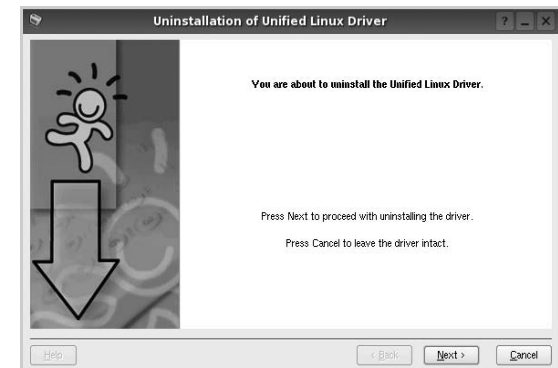 Uninstallation of Unified Linux Driver
? _ X
You are about to uninstall the Unified Linux Driver.
Press Next to proceed with uninstalling the driver.
Press Cancel to leave the driver intact.
Help
< Back
Next >
Cancel